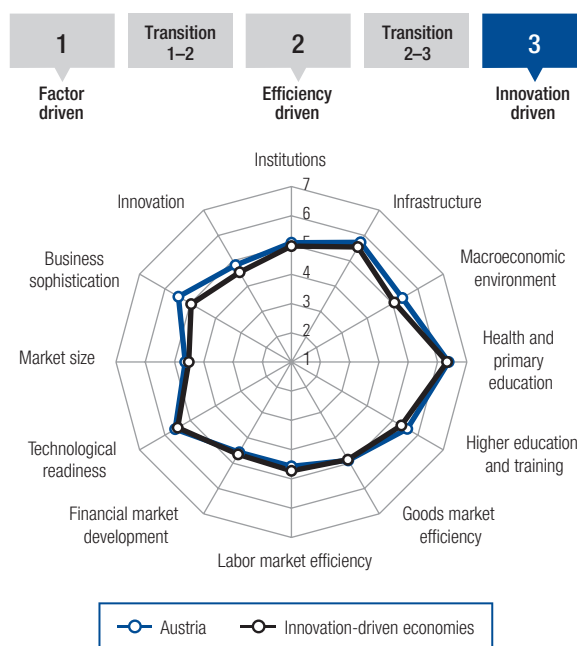 1
Transition
1–2
2
Transition
2–3
3
Factor
driven
Efficiency
driven
Innovation
driven
Institutions
Innovation
Infrastructure
Business
sophistication
Macroeconomic
environment
Market size
Health and
primary
education
Technological
readiness
Higher education
and training
Financial market
development
Goods market
efficiency
Labor market efficiency
7
6
5
4
3
2
1
Austria
Innovation-driven economies